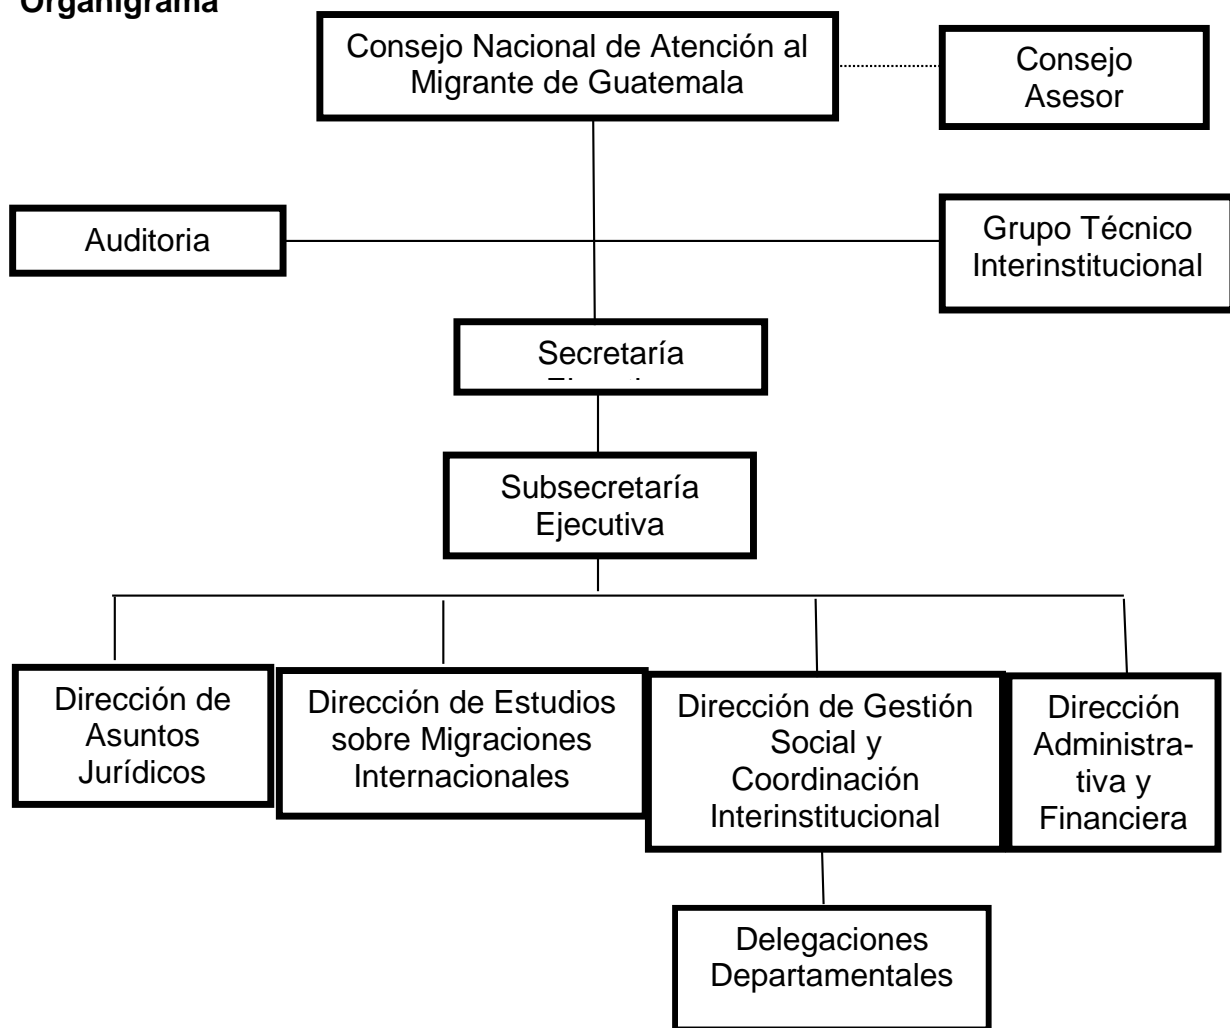 Organigrama
Consejo Nacional de Atención al
Migrante de Guatemala
Consejo
Asesor
Auditoria
Grupo Técnico
Interinstitucional
Secretaría
Subsecretaría
Ejecutiva
Dirección de
Asuntos
Jurídicos
Dirección de Estudios
sobre Migraciones
Internacionales
Dirección de Gestión
Social y
Coordinación
Interinstitucional
Dirección
Administra-
tiva y
Financiera
Delegaciones
Departamentales